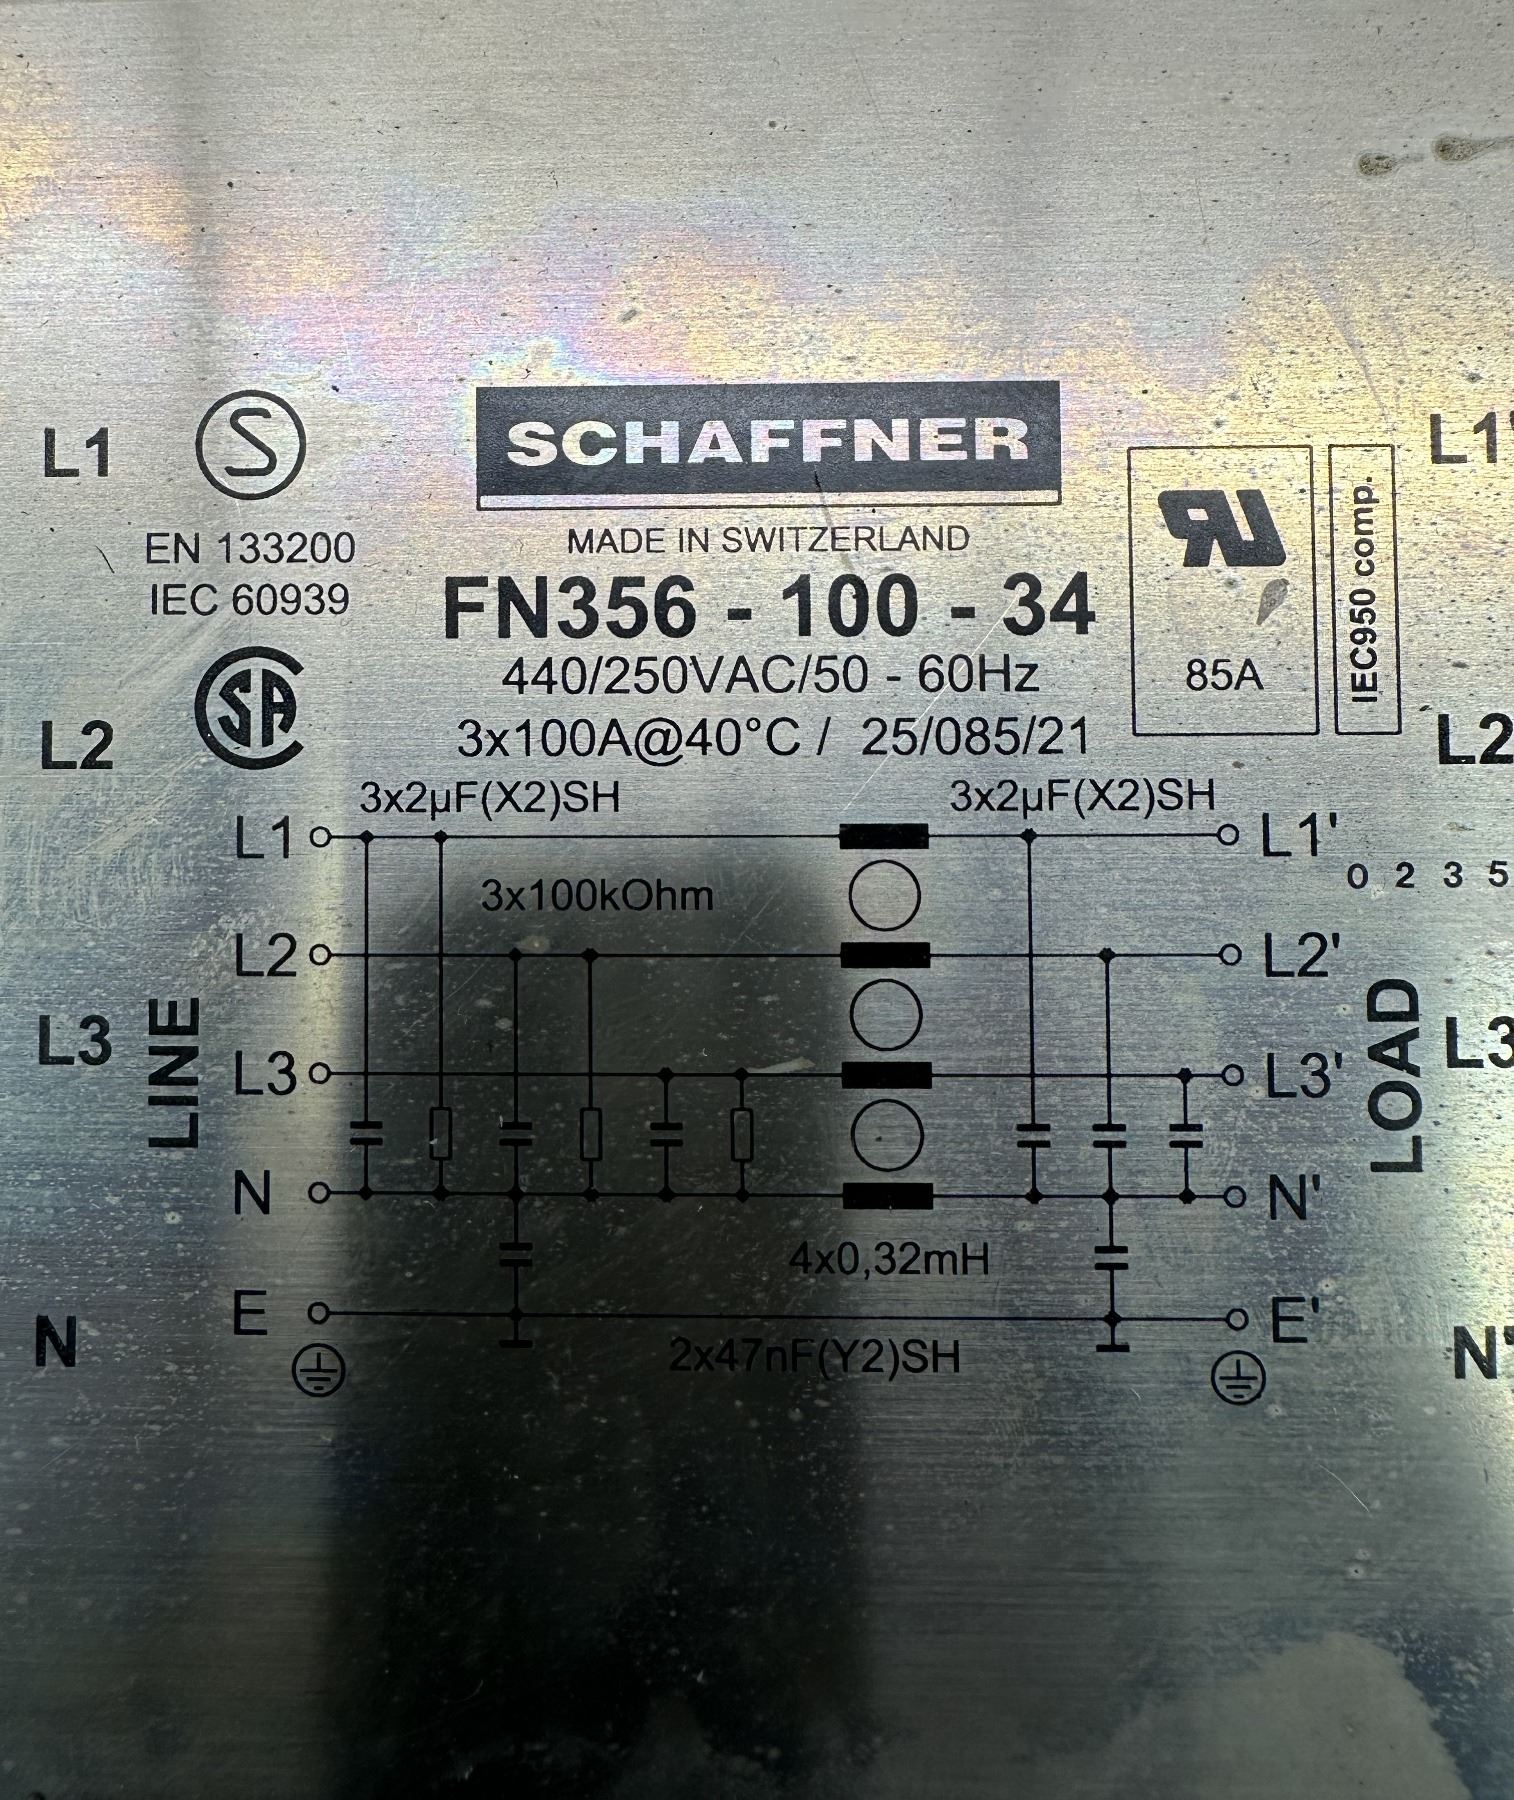 SCHAFFNER
MADE IN SWITZERLAND
FN356 - 100 - 34
440/250VAC/50 - 60Hz
3x100A@40°C / 25/085/21
L1
S
EN 133200
IEC 60939
SA
L2
L3
N
LINE
RU
85A
IEC950 comp.
L1'
L2
L3
N'
LOAD
0 2 3 5
3x2µF(X2)SH
3x2µF(X2)SH
L1
L1'
3x100kOhm
L2
L2'
L3
L3'
N
N'
4x0,32mH
E
E'
2x47nF(Y2)SH